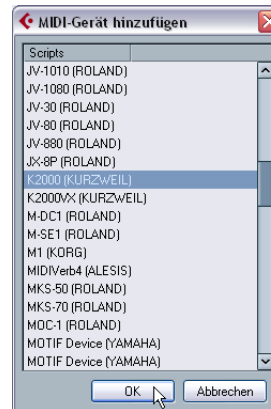 MIDI-Gerät hinzufügen
Scripts
JV-1010 (ROLAND)
JV-1080 (ROLAND)
JV-30 (ROLAND)
JV-80 (ROLAND)
JV-880 (ROLAND)
JX-8P (ROLAND)
K2000 (KURZWEIL)
K2000VX (KURZWEIL)
M-DC1 (ROLAND)
M-SE1 (ROLAND)
M1 (KORG)
MIDIVerb4 (ALESIS)
MKS-50 (ROLAND)
MKS-70 (ROLAND)
MOC-1 (ROLAND)
MOTIF Device (YAMAHA)
MOTIF Device (YAMAHA)
OK Abbrechen